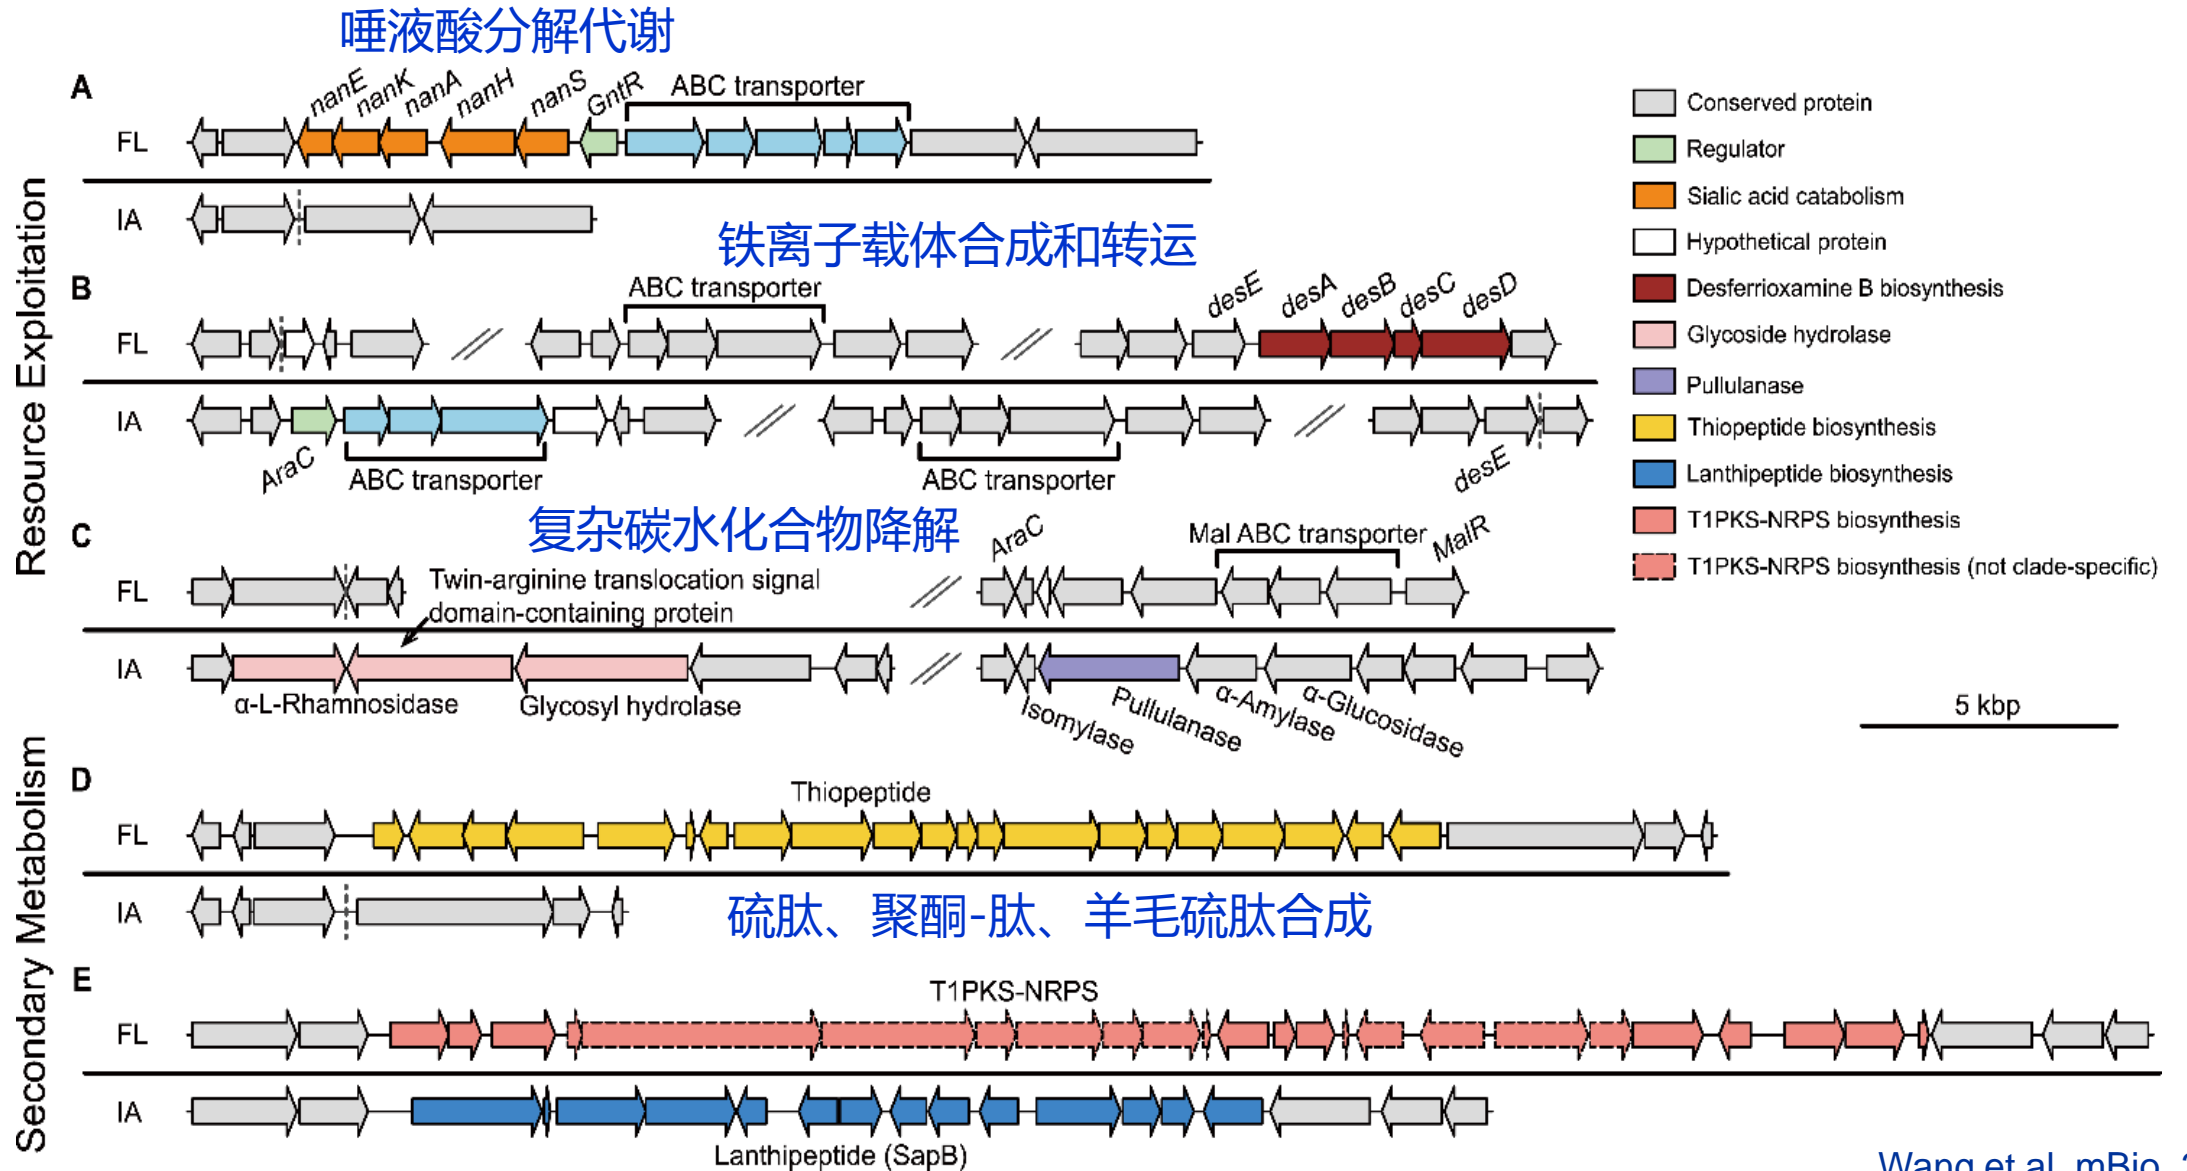 唾液酸分解代谢
A
nanE
nanK
nanA
nanH
nanS
GntR
ABC transporter
FL
IA
Resource Exploitation
铁离子载体合成和转运
B
ABC transporter
desE
desA
desB
desC
desD
FL
IA
AraC
ABC transporter
ABC transporter
desE
复杂碳水化合物降解
C
AraC
Mal ABC transporter
MalR
Twin-arginine translocation signal
domain-containing protein
FL
IA
α-L-Rhamnosidase
Glycosyl hydrolase
Isomylase
Pullulanase
α-Amylase
α-Glucosidase
Conserved protein
Regulator
Sialic acid catabolism
Hypothetical protein
Desferrioxamine B biosynthesis
Glycoside hydrolase
Pullulanase
Thiopeptide biosynthesis
Lanthipeptide biosynthesis
T1PKS-NRPS biosynthesis
T1PKS-NRPS biosynthesis (not clade-specific)
5 kbp
Secondary Metabolism
D
Thiopeptide
FL
IA
硫肽、聚酮-肽、羊毛硫肽合成
E
T1PKS-NRPS
FL
IA
Lanthipeptide (SapB)
Wang et al. mBio